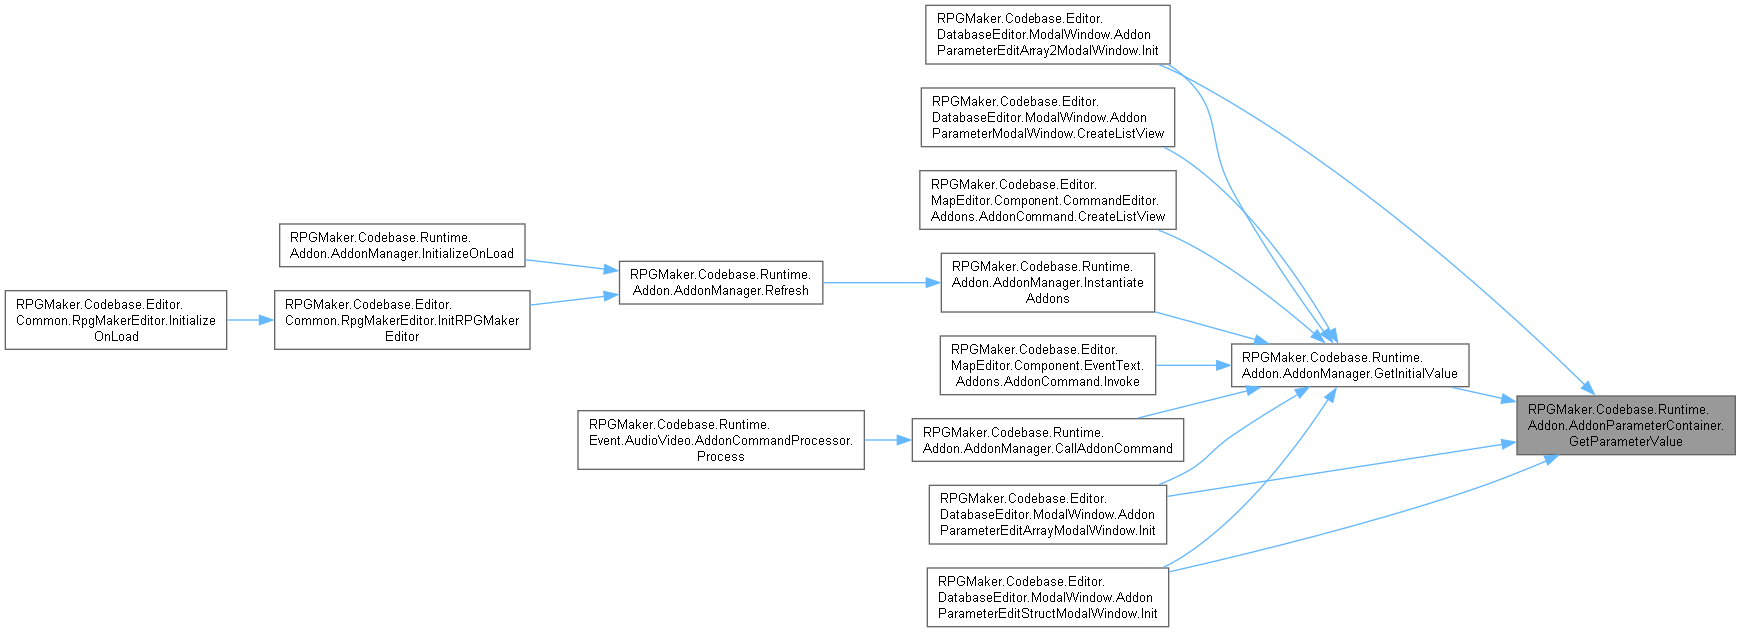 RPGMaker.Codebase.Editor.
DatabaseEditor.ModalWindow.Addon
ParameterEditArray2ModalWindow.Init
RPGMaker.Codebase.Editor.
DatabaseEditor.ModalWindow.Addon
ParameterModalWindow.CreateListView
RPGMaker.Codebase.Editor.
MapEditor.Component.CommandEditor.
Addons.AddonCommand.CreateListView
RPGMaker.Codebase.Runtime.
Addon.AddonManager.InitializeOnLoad
RPGMaker.Codebase.Runtime.
Addon.AddonManager.Refresh
RPGMaker.Codebase.Runtime.
Addon.AddonManager.Instantiate
Addons
RPGMaker.Codebase.Editor.
Common.RpgMakerEditor.Initialize
OnLoad
RPGMaker.Codebase.Editor.
Common.RpgMakerEditor.InitRPGMaker
Editor
RPGMaker.Codebase.Editor.
MapEditor.Component.EventText.
Addons.AddonCommand.Invoke
RPGMaker.Codebase.Runtime.
Addon.AddonManager.GetInitialValue
RPGMaker.Codebase.Runtime.
Addon.AddonParameterContainer.
GetParameterValue
RPGMaker.Codebase.Runtime.
Event.AudioVideo.AddonCommandProcessor.
Process
RPGMaker.Codebase.Runtime.
Addon.AddonManager.CallAddonCommand
RPGMaker.Codebase.Editor.
DatabaseEditor.ModalWindow.Addon
ParameterEditArrayModalWindow.Init
RPGMaker.Codebase.Editor.
DatabaseEditor.ModalWindow.Addon
ParameterEditStructModalWindow.Init